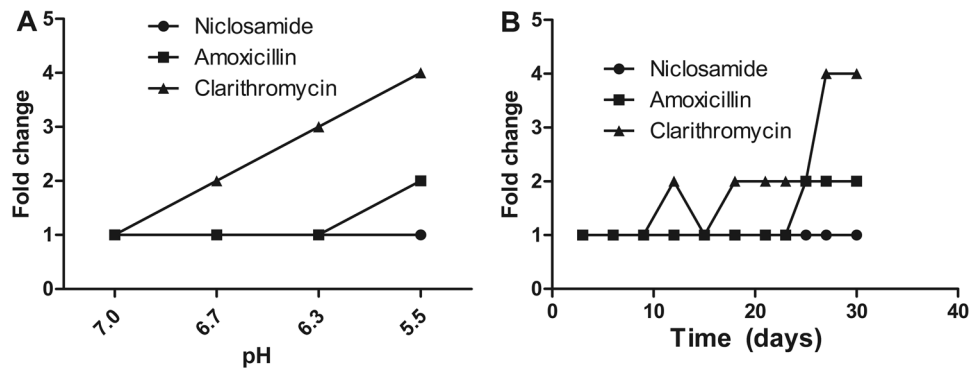 A
Niclosamide
Amoxicillin
Clarithromycin
Fold change
5
4
3
2
1
0
7.0
6.7
6.3
5.5
pH
B
Niclosamide
Amoxicillin
Clarithromycin
Fold change
5
4
3
2
1
0
0
10
20
30
40
Time (days)